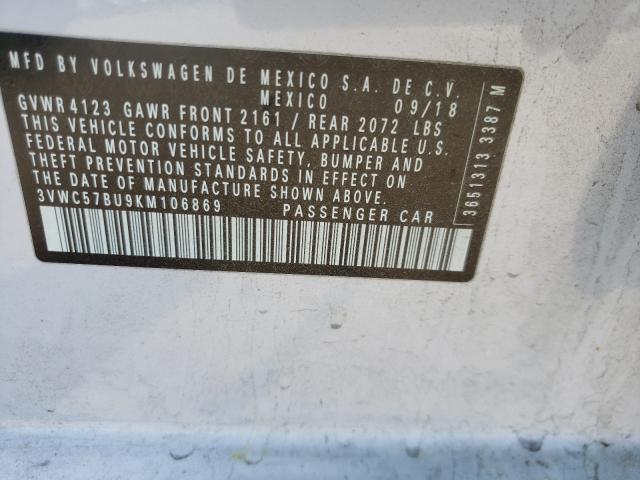 MFD BY VOLKSWAGEN DE MEXICO S.A. DE C.V.
MEXICO 09/18
GVWR 4123 GAWR FRONT 2161 / REAR 2072 LBS
THIS VEHICLE CONFORMS TO ALL APPLICABLE U.S.
FEDERAL MOTOR VEHICLE SAFETY, BUMPER AND
THEFT PREVENTION STANDARDS IN EFFECT ON
THE DATE OF MANUFACTURE SHOWN ABOVE.
3VWC57BU9KM106869 PASSENGER CAR
3651313 3387 M